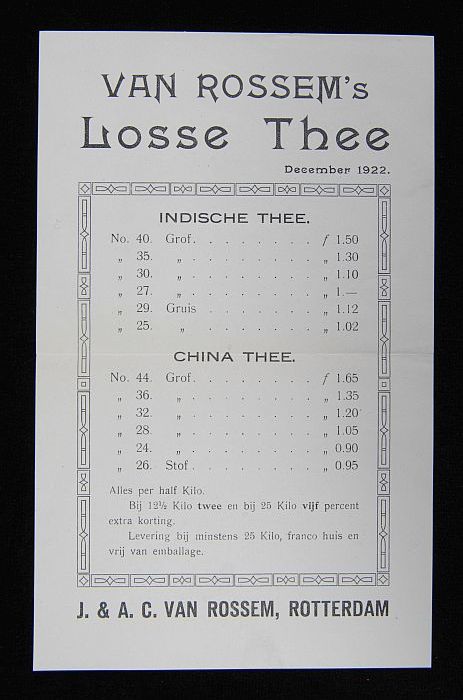 VAN ROSSEM's
Losse Thee
December 1922.
INDISCHE THEE.
No. 40. Grof. . . . . . . . . f 1.50
„ 35. „ . . . . . . . . „ 1.30
„ 30. „ . . . . . . . . „ 1.10
„ 27. „ . . . . . . . . „ 1.—
„ 29. Gruis . . . . . . . . „ 1.12
„ 25. „ . . . . . . . . „ 1.02
CHINA THEE.
No. 44. Grof. . . . . . . . . f 1.65
„ 36. „ . . . . . . . . „ 1.35
„ 32. „ . . . . . . . . „ 1.20
„ 28. „ . . . . . . . . „ 1.05
„ 24. „ . . . . . . . . „ 0.90
„ 26. Stof . . . . . . . . „ 0.95
Alles per half Kilo.
Bij 12½ Kilo twee en bij 25 Kilo vijf percent
extra korting.
Levering bij minstens 25 Kilo, franco huis en
vrij van emballage.
J. & A. C. VAN ROSSEM, ROTTERDAM